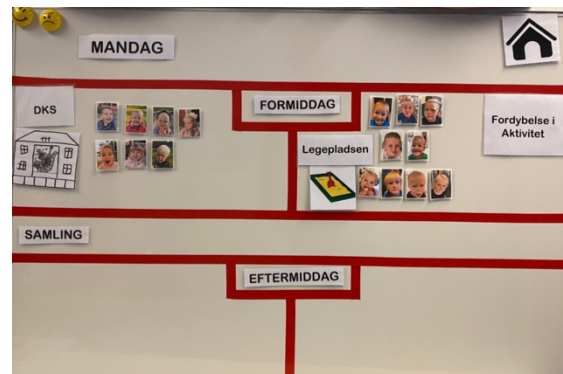 MANDAG
FORMIDDAG
DKS
Legepladsen
Fordybelse i
Aktivitet
SAMLING
EFTERMIDDAG